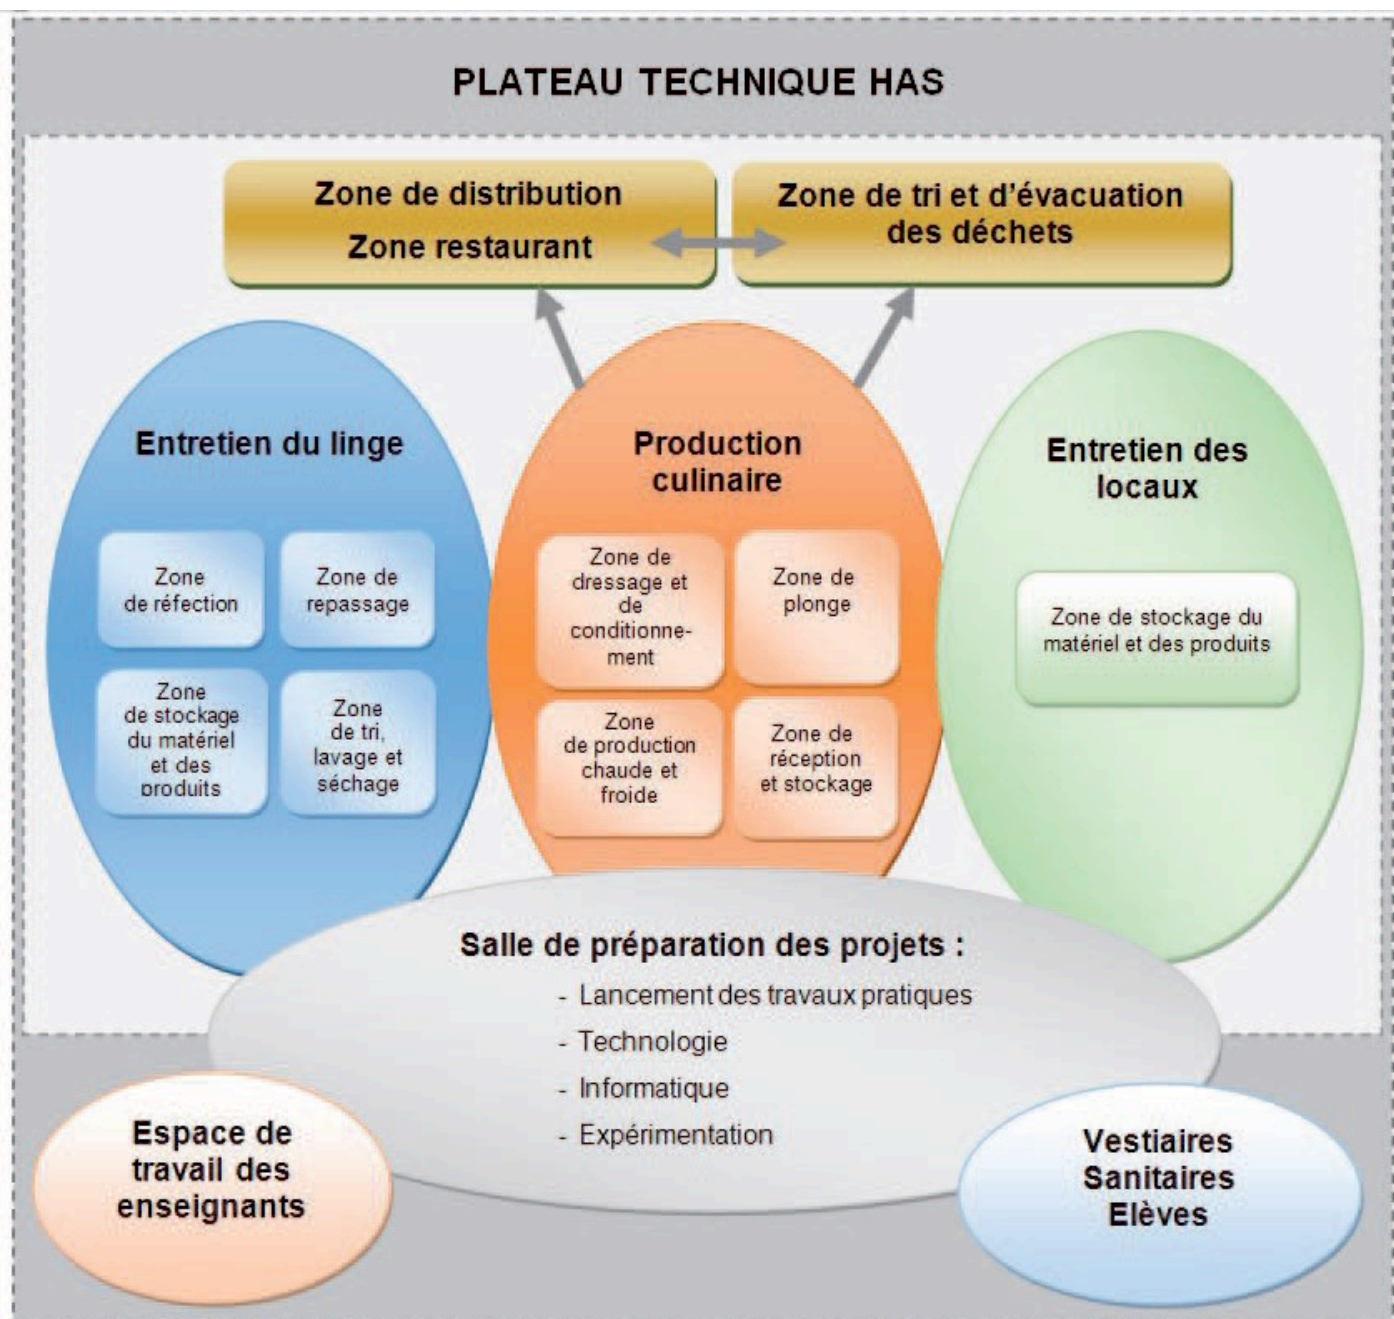 PLATEAU TECHNIQUE HAS
Zone de distribution
Zone restaurant
Zone de tri et d'évacuation
des déchets
Entretien du linge
Zone
de réfection
Zone de
repassage
Zone
de stockage
du matériel
et des
produits
Zone
de tri,
lavage et
séchage
Production
culinaire
Zone de
dressage et
de
conditionne-
ment
Zone de
plonge
Zone
de production
chaude et
froide
Zone de
réception
et stockage
Entretien des
locaux
Zone de stockage du
matériel et des produits
Salle de préparation des projets :
- Lancement des travaux pratiques
- Technologie
- Informatique
- Expérimentation
Espace de
travail des
enseignants
Vestiaires
Sanitaires
Elèves